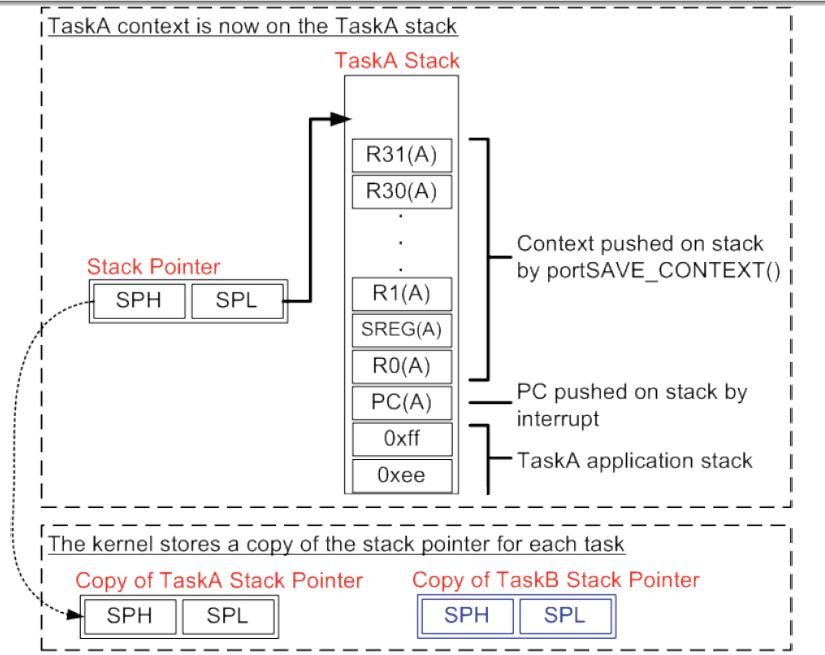 TaskA context is now on the TaskA stack
TaskA Stack
R31(A)
R30(A)
.
.
.
Context pushed on stack
by portSAVE_CONTEXT()
Stack Pointer
SPH SPL
R1(A)
SREG(A)
R0(A)
PC(A)
PC pushed on stack by
interrupt
0xff
0xee
TaskA application stack
The kernel stores a copy of the stack pointer for each task
Copy of TaskA Stack Pointer
SPH SPL
Copy of TaskB Stack Pointer
SPH SPL